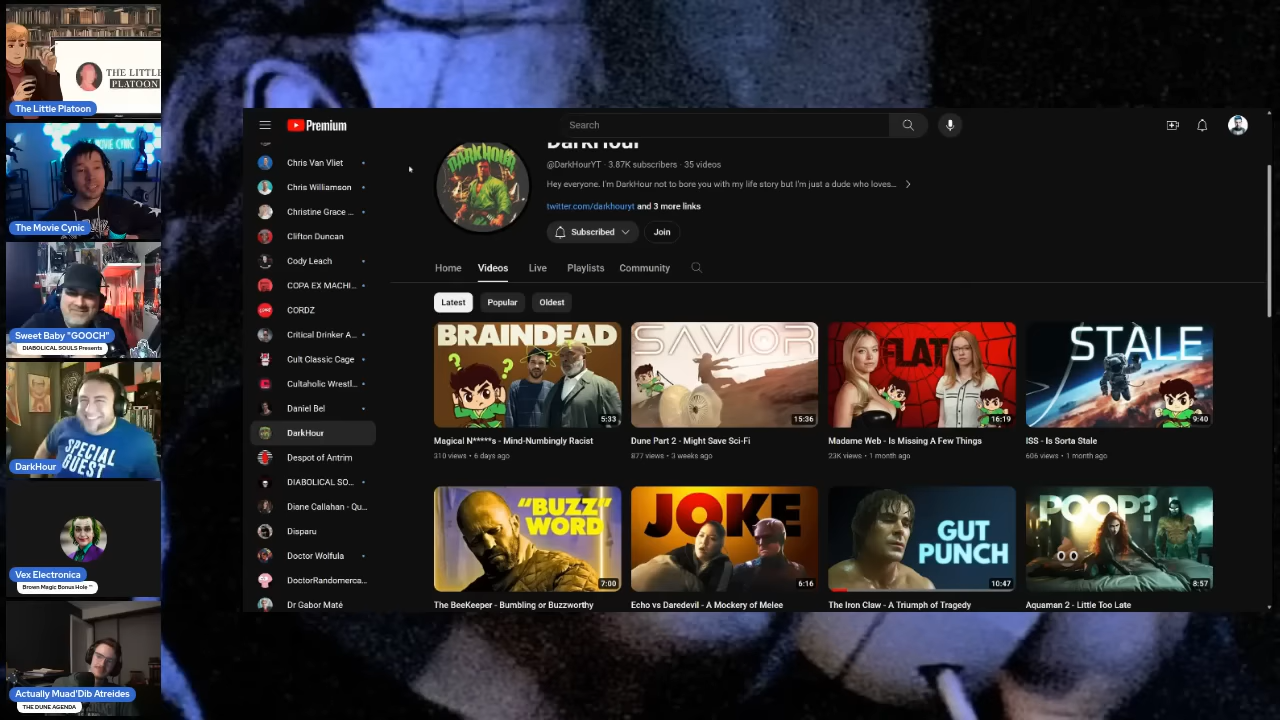 THE LITTLE
PLATOON
The Little Platoon
MOVIE CYNIC
The Movie Cynic
Sweet Baby "GOOCH"
DIABOLICAL SOULS Presents
SPECIAL
GUEST
DarkHour
Vex Electronica
Brown Magic Bonus Hole ™
Actually Muad'Dib Atreides
THE DUNE AGENDA
Premium
Search
Chris Van Vliet
Chris Williamson
Christine Grace ...
Clifton Duncan
Cody Leach
COPA EX MACHI...
CORDZ
Critical Drinker A...
Cult Classic Cage
Cultaholic Wrestl...
Daniel Bel
DarkHour
Despot of Antrim
DIABOLICAL SO...
Diane Callahan - Qu...
Disparu
Doctor Wolfula
DoctorRandomerca...
Dr Gabor Maté
DARKHOUR
DarkHour
@DarkHourYT · 3.87K subscribers · 35 videos
Hey everyone. I'm DarkHour not to bore you with my life story but I'm just a dude who loves...
twitter.com/darkhouryt and 3 more links
Subscribed
Join
Home Videos Live Playlists Community
Latest Popular Oldest
BRAINDEAD
5:33
Magical N*****s - Mind-Numbingly Racist
310 views • 6 days ago
SAVIOR
15:36
Dune Part 2 - Might Save Sci-Fi
877 views • 3 weeks ago
FLAT
16:19
Madame Web - Is Missing A Few Things
23K views • 1 month ago
STALE
9:40
ISS - Is Sorta Stale
606 views • 1 month ago
"BUZZ"
WORD
7:00
The BeeKeeper - Bumbling or Buzzworthy
JOKE
6:16
Echo vs Daredevil - A Mockery of Melee
GUT
PUNCH
10:47
The Iron Claw - A Triumph of Tragedy
POOP?
8:57
Aquaman 2 - Little Too Late